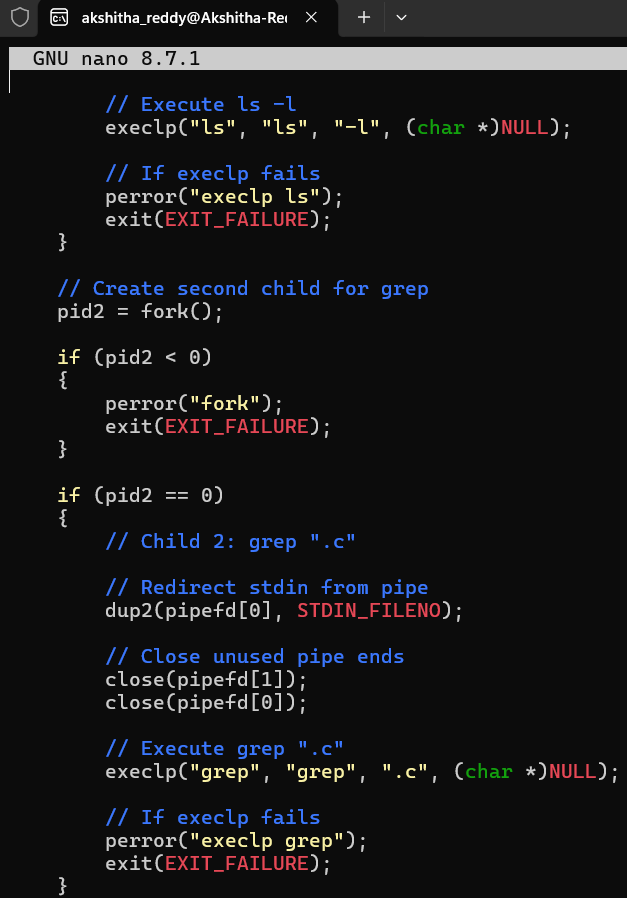 akshitha_reddy@Akshitha-Re
GNU nano 8.7.1
        // Execute ls -l
        execlp("ls", "ls", "-l", (char *)NULL);

        // If execlp fails
        perror("execlp ls");
        exit(EXIT_FAILURE);
    }

    // Create second child for grep
    pid2 = fork();

    if (pid2 < 0)
    {
        perror("fork");
        exit(EXIT_FAILURE);
    }

    if (pid2 == 0)
    {
        // Child 2: grep ".c"

        // Redirect stdin from pipe
        dup2(pipefd[0], STDIN_FILENO);

        // Close unused pipe ends
        close(pipefd[1]);
        close(pipefd[0]);

        // Execute grep ".c"
        execlp("grep", "grep", ".c", (char *)NULL);

        // If execlp fails
        perror("execlp grep");
        exit(EXIT_FAILURE);
    }